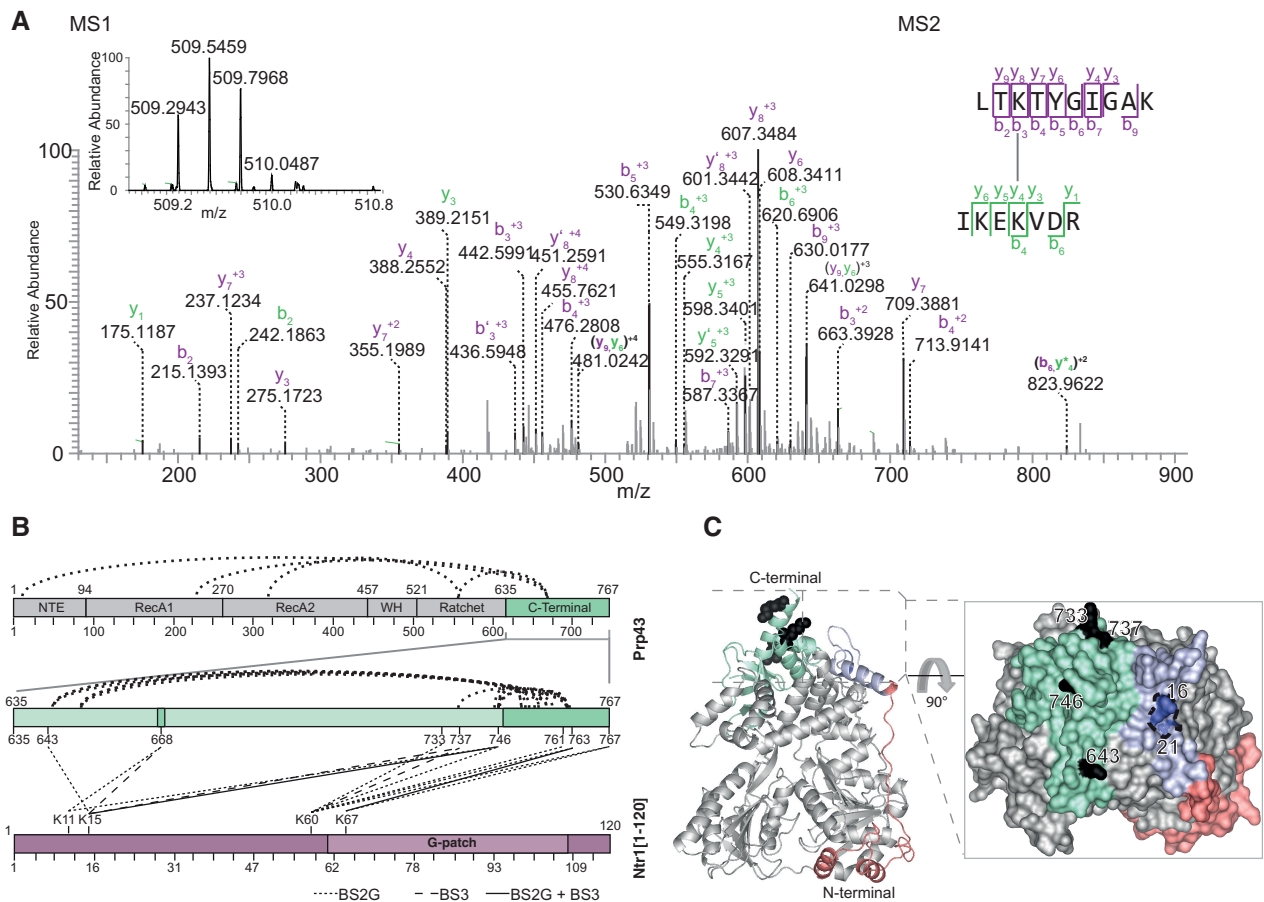 A
MS1
MS2
509.5459
509.7968
509.2943
510.0487
Relative Abundance
100
50
0
509.2
510.0
510.8
m/z
Relative Abundance
100
50
0
200
300
400
500
600
700
800
900
m/z
y1
175.1187
b2
215.1393
y7+3
237.1234
b2
242.1863
y3
275.1723
y7+2
355.1989
y4
388.2552
y3
389.2151
b'3+3
436.5948
b3+3
442.5991
y'8+4
451.2591
y8+4
455.7621
b4+3
476.2808
(y9,y6)+4
481.0242
b5+3
530.6349
b4+3
549.3198
y4+3
555.3167
b7+3
587.3367
y'5+3
592.3291
y5+3
598.3401
y'8+3
601.3442
y8+3
607.3484
y6
608.3411
b6+3
620.6906
b9+3
630.0177
(y9,y6)+3
641.0298
b3+2
663.3928
y7
709.3881
b4+2
713.9141
(b6,y*4)+2
823.9622
y9 y8 y7 y6 y4 y3
LTKTYGIGAK
b2 b3 b4 b5 b6 b7 b9
y6 y5 y4 y3 y1
IKEKVDR
b4 b6
B
1 94 270 457 521 635 767
NTE RecA1 RecA2 WH Ratchet C-Terminal
1 100 200 300 400 500 600 700
Prp43
635 767
635 643 668 733 737 746 761 763 767
K11 K15 K60 K67
1 120
G-patch
1 16 31 47 62 78 93 109
Ntr1[1-120]
BS2G BS3 BS2G + BS3
C
C-terminal
N-terminal
90°
733
737
746
16
21
643